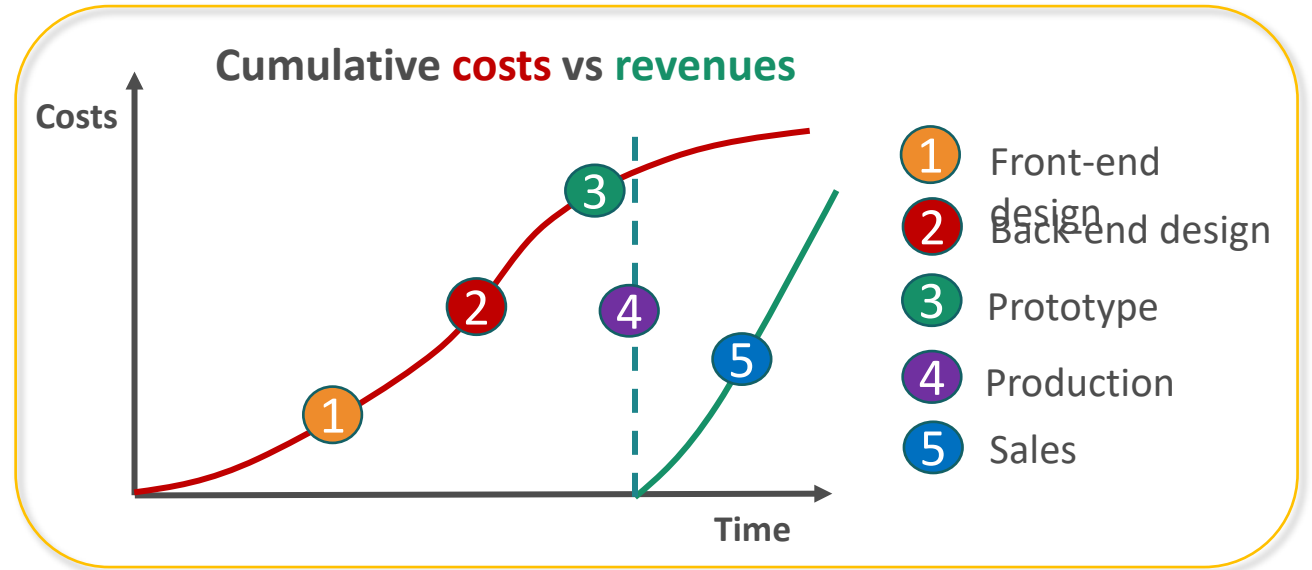 Cumulative costs vs revenues
Costs
1
2
3
4
5
Time
1 Front-end
design
2 Back-end design
3 Prototype
4 Production
5 Sales